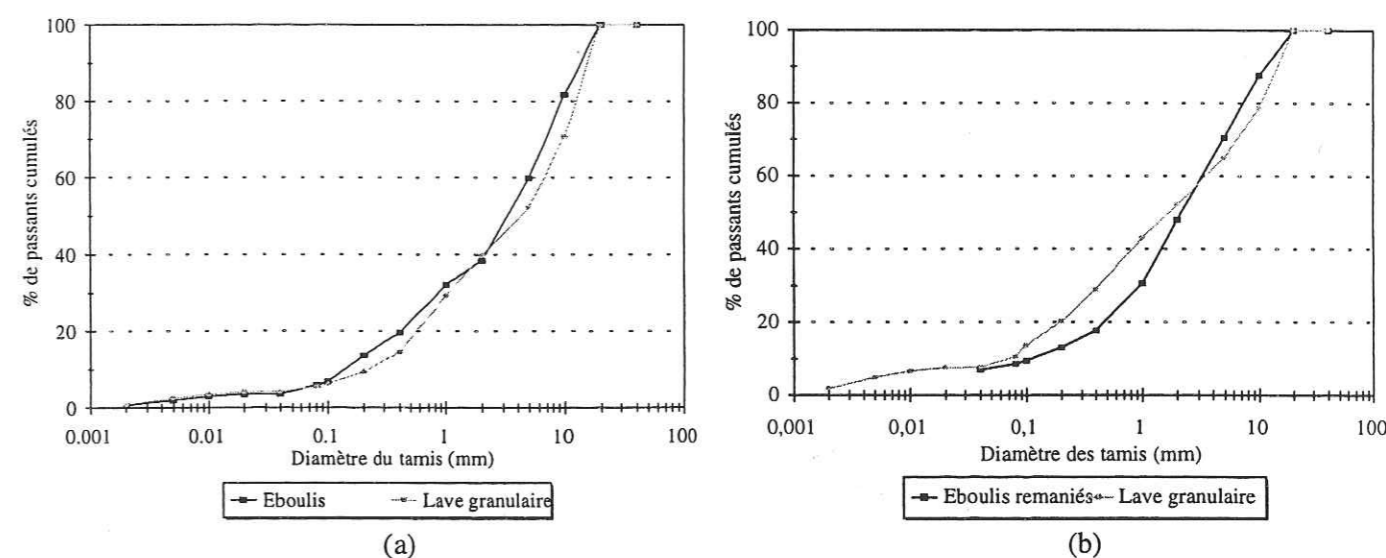 100
80
60
40
20
0
% de passants cumulés
0.001 0.01 0.1 1 10 100
Diamètre du tamis (mm)
Eboulis Lave granulaire
(a)
100
80
60
40
20
0
% de passants cumulés
0,001 0,01 0,1 1 10 100
Diamètre des tamis (mm)
Eboulis remaniés Lave granulaire
(b)